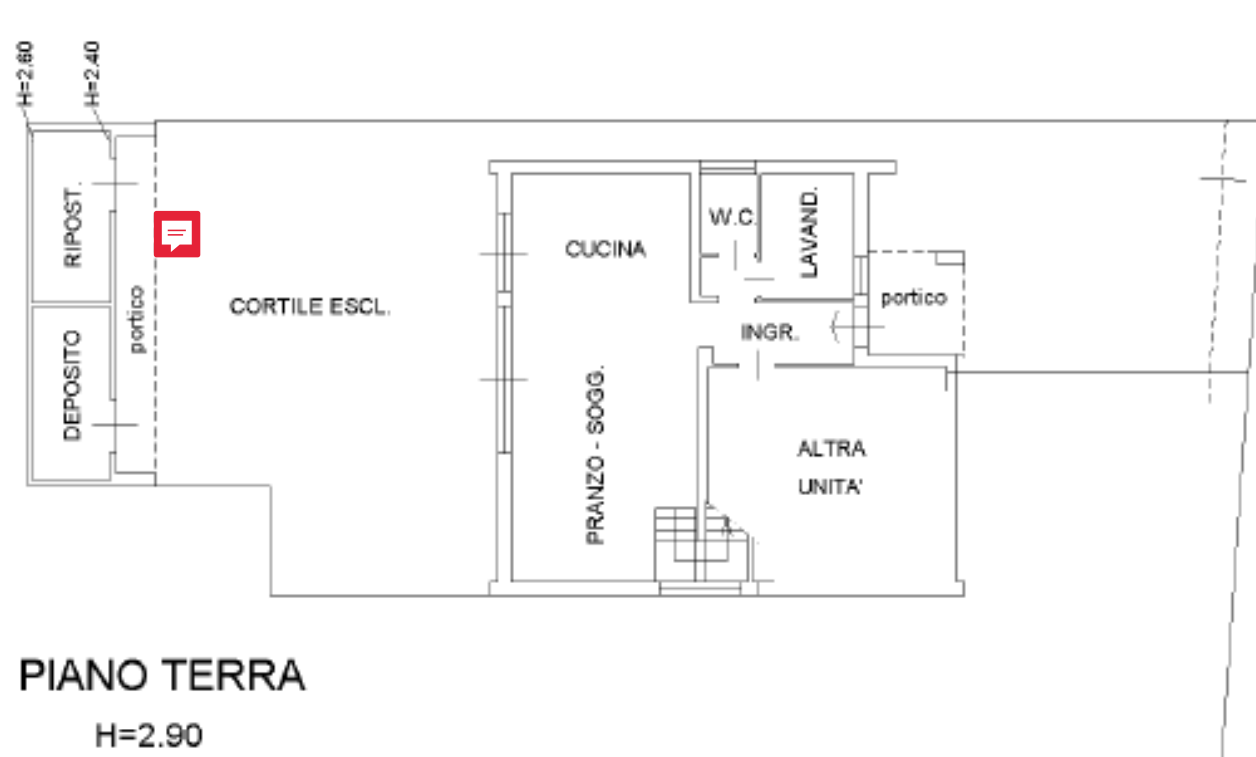 H=2.60
H=2.40
RIPOST.
DEPOSITO
portico
CORTILE ESCL.
CUCINA
PRANZO - SOGG.
W.C.
LAVAND.
INGR.
portico
ALTRA
UNITA'
PIANO TERRA
H=2.90